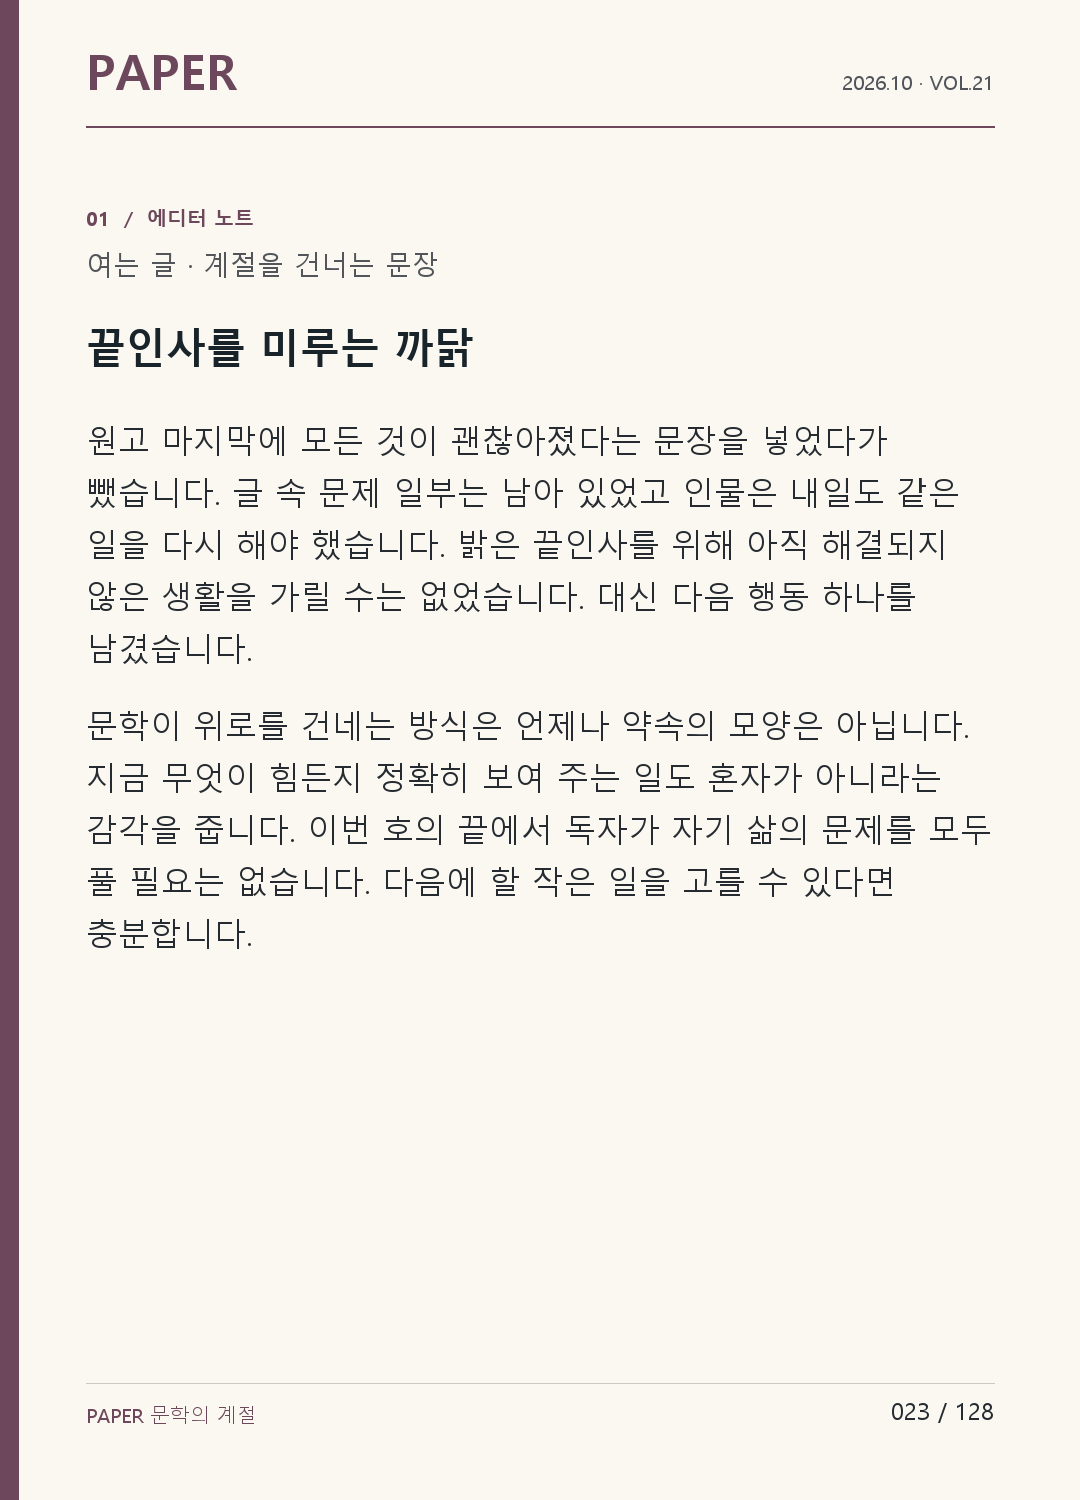 PAPER
2026.10 · VOL.21
01 / 에디터 노트
여는 글 · 계절을 건너는 문장
끝인사를 미루는 까닭
원고 마지막에 모든 것이 괜찮아졌다는 문장을 넣었다가
뺐습니다. 글 속 문제 일부는 남아 있었고 인물은 내일도 같은
일을 다시 해야 했습니다. 밝은 끝인사를 위해 아직 해결되지
않은 생활을 가릴 수는 없었습니다. 대신 다음 행동 하나를
남겼습니다.
문학이 위로를 건네는 방식은 언제나 약속의 모양은 아닙니다.
지금 무엇이 힘든지 정확히 보여 주는 일도 혼자가 아니라는
감각을 줍니다. 이번 호의 끝에서 독자가 자기 삶의 문제를 모두
풀 필요는 없습니다. 다음에 할 작은 일을 고를 수 있다면
충분합니다.
PAPER 문학의 계절
023 / 128